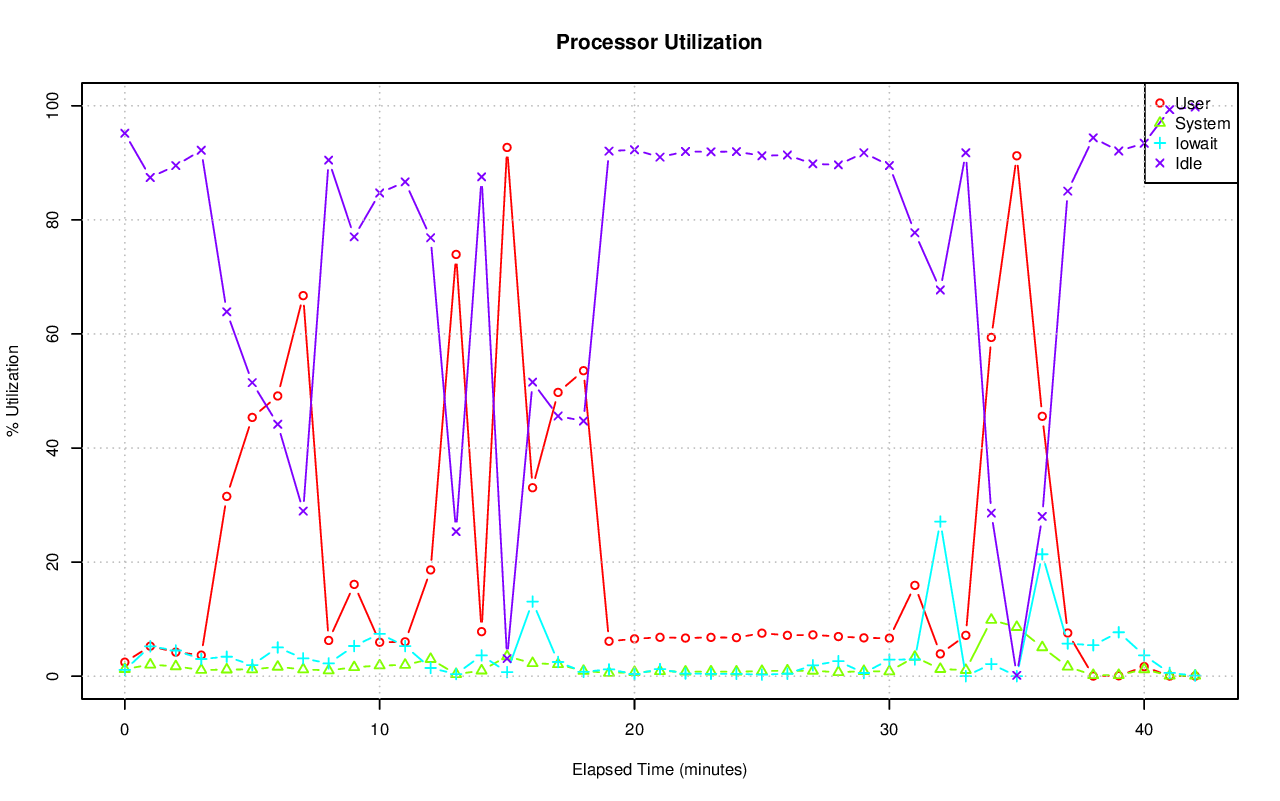 Processor Utilization
% Utilization
100
80
60
40
20
0
User
System
Iowait
Idle
0 10 20 30 40
Elapsed Time (minutes)